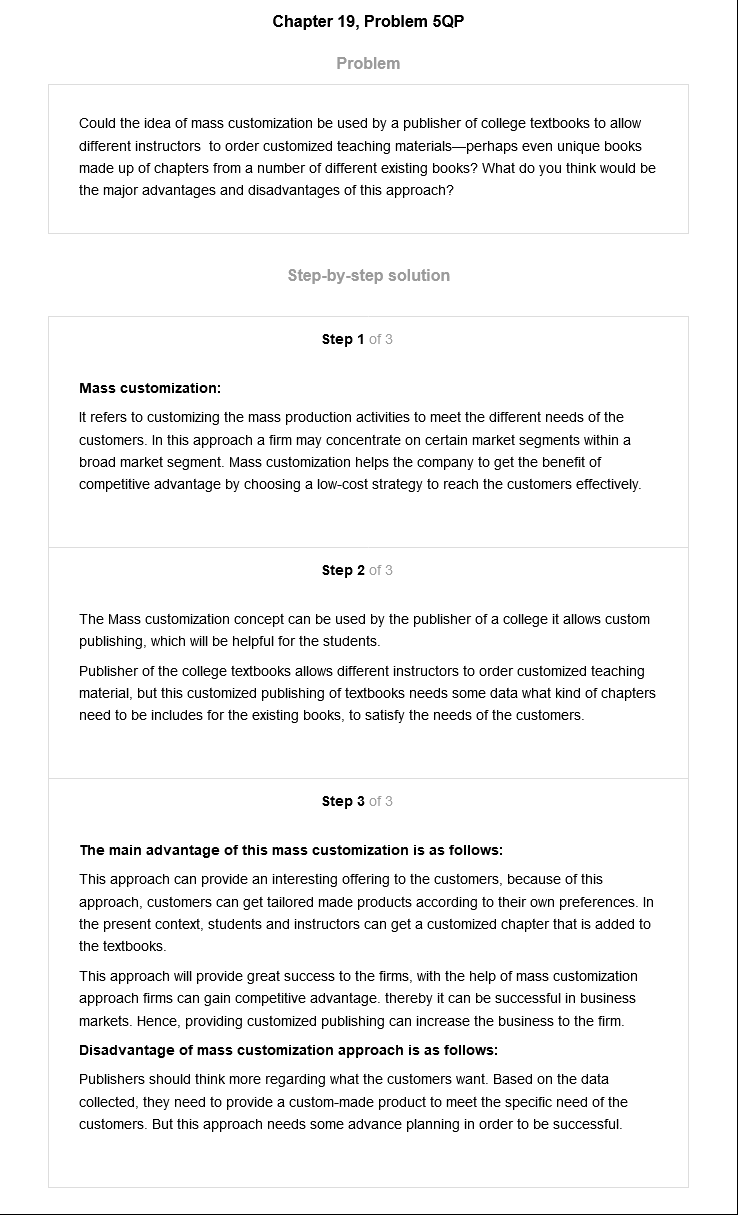 Chapter 19, Problem 5QP
Problem
Could the idea of mass customization be used by a publisher of college textbooks to allow
different instructors  to order customized teaching materials—perhaps even unique books
made up of chapters from a number of different existing books? What do you think would be
the major advantages and disadvantages of this approach?
Step-by-step solution
Step 1 of 3
Mass customization:
It refers to customizing the mass production activities to meet the different needs of the
customers. In this approach a firm may concentrate on certain market segments within a
broad market segment. Mass customization helps the company to get the benefit of
competitive advantage by choosing a low-cost strategy to reach the customers effectively.
Step 2 of 3
The Mass customization concept can be used by the publisher of a college it allows custom
publishing, which will be helpful for the students.
Publisher of the college textbooks allows different instructors to order customized teaching
material, but this customized publishing of textbooks needs some data what kind of chapters
need to be includes for the existing books, to satisfy the needs of the customers.
Step 3 of 3
The main advantage of this mass customization is as follows:
This approach can provide an interesting offering to the customers, because of this
approach, customers can get tailored made products according to their own preferences. In
the present context, students and instructors can get a customized chapter that is added to
the textbooks.
This approach will provide great success to the firms, with the help of mass customization
approach firms can gain competitive advantage. thereby it can be successful in business
markets. Hence, providing customized publishing can increase the business to the firm.
Disadvantage of mass customization approach is as follows:
Publishers should think more regarding what the customers want. Based on the data
collected, they need to provide a custom-made product to meet the specific need of the
customers. But this approach needs some advance planning in order to be successful.